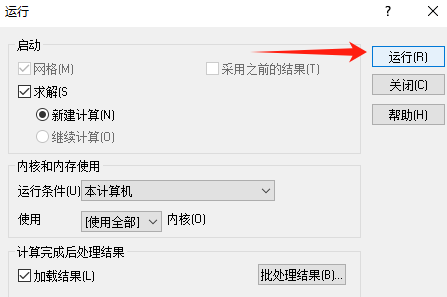 运行 ? ×
启动
网格(M) 采用之前的结果(T)
求解(S
新建计算(N)
继续计算(O)
运行(R)
关闭(C)
帮助(H)
内核和内存使用
运行条件(U) 本计算机
使用 [使用全部] 内核(O)
计算完成后处理结果
加载结果(L) 批处理结果(B)...